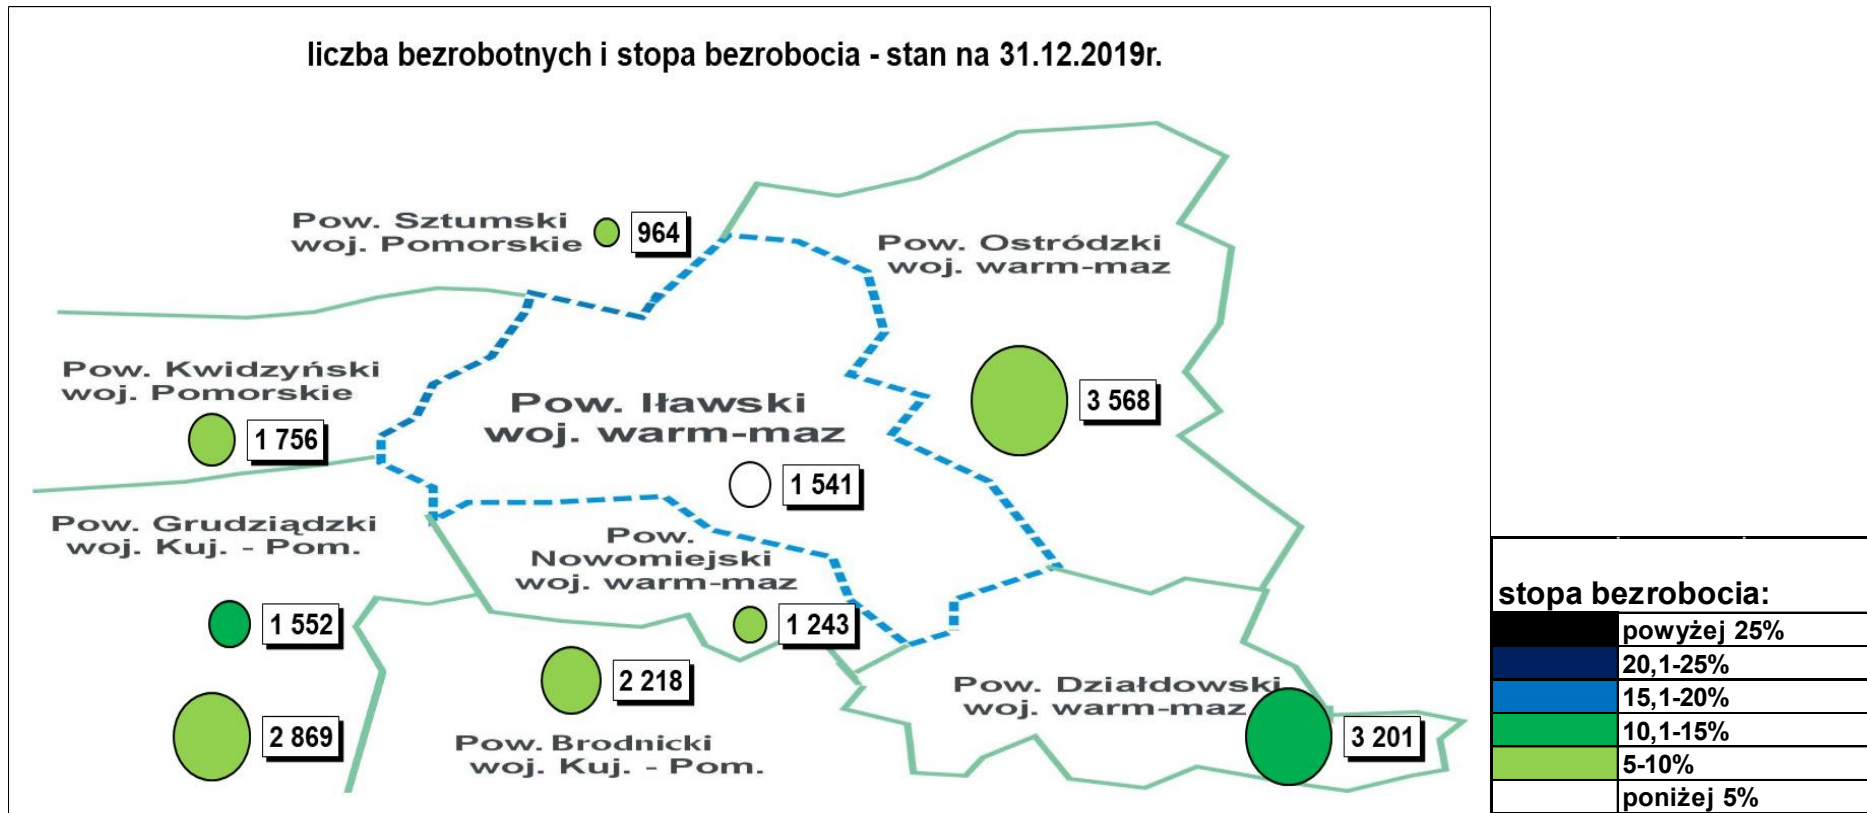 liczba bezrobotnych i stopa bezrobocia - stan na 31.12.2019r.
Pow. Sztumski
woj. Pomorskie
964
Pow. Ostródzki
woj. warm-maz
3 568
Pow. Kwidzyński
woj. Pomorskie
1 756
Pow. Iławski
woj. warm-maz
1 541
Pow. Grudziądzki
woj. Kuj. - Pom.
1 552
2 869
Pow.
Nowomiejski
woj. warm-maz
1 243
2 218
Pow. Brodnicki
woj. Kuj. - Pom.
Pow. Działdowski
woj. warm-maz
3 201
stopa bezrobocia:
powyżej 25%
20,1-25%
15,1-20%
10,1-15%
5-10%
poniżej 5%